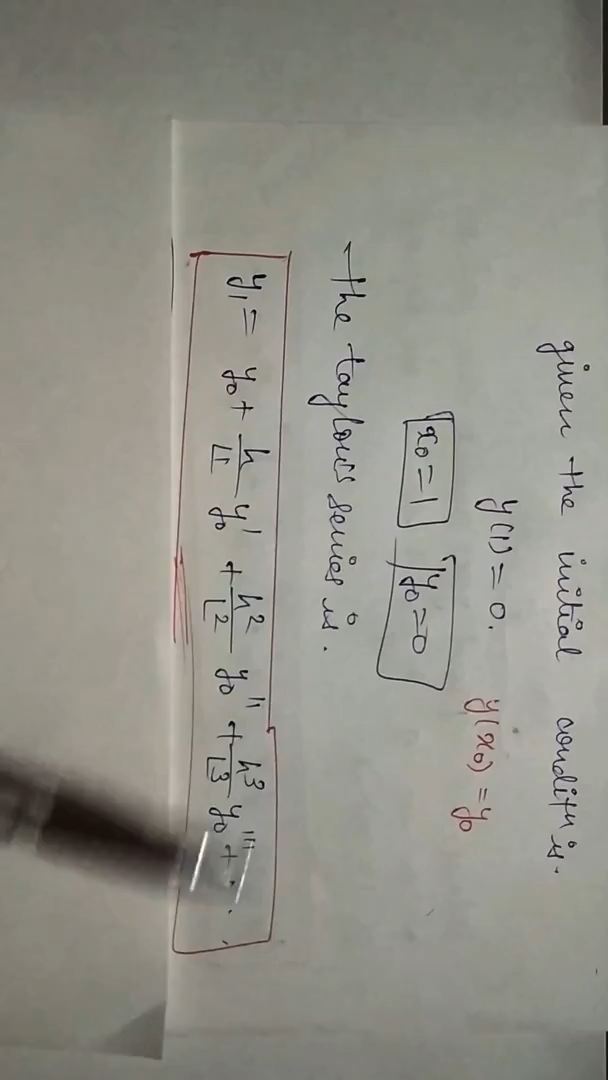 given the initial conditⁿ is.
y(1) = 0. y(x₀) = y₀
x₀ = 1 y₀ = 0
the taylor's series is.
y₁ = y₀ + h/⌊1 y₀' + h²/⌊2 y₀'' + h³/⌊3 y₀''' + . . .